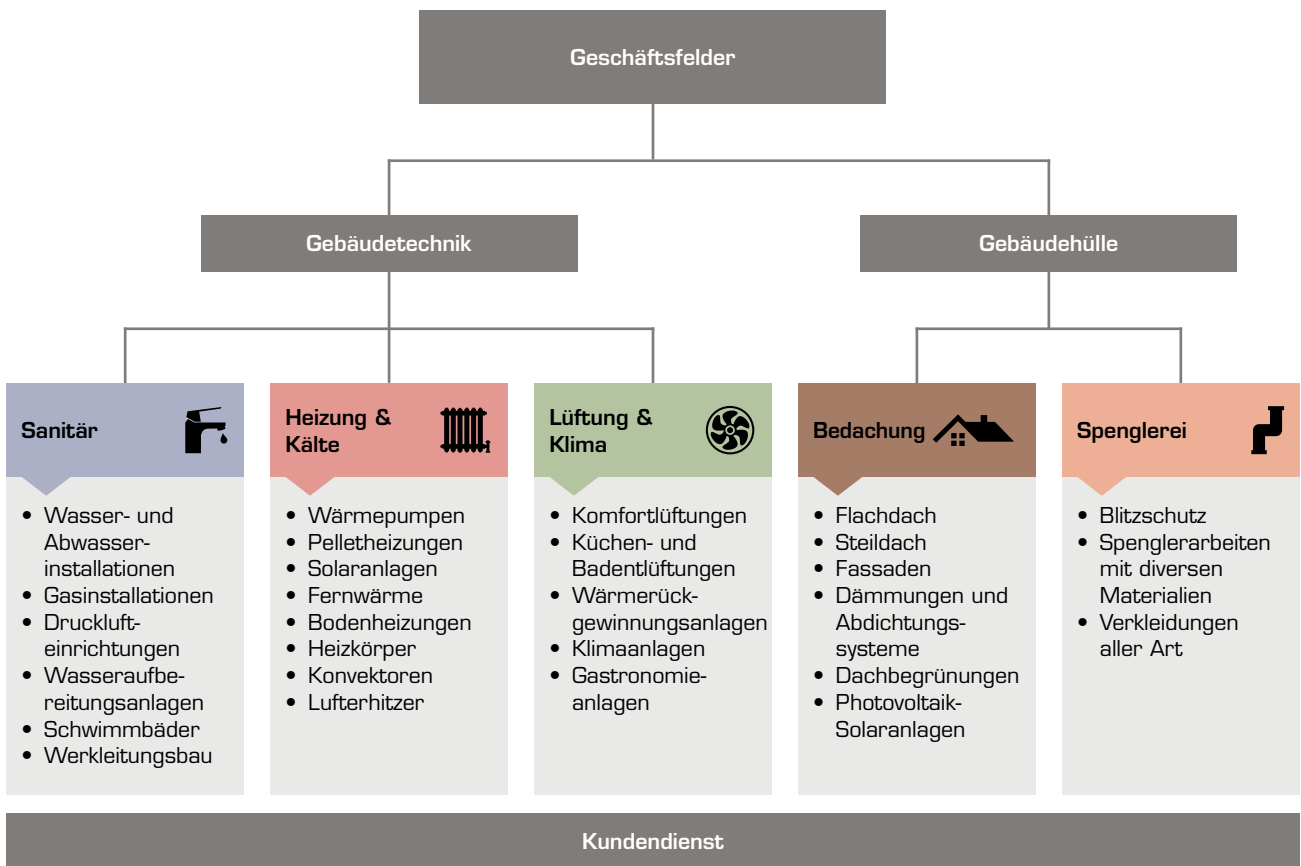 Geschäftsfelder
Gebäudetechnik
Gebäudehülle
Sanitär
• Wasser- und
Abwasser-
installationen
• Gasinstallationen
• Druckluft-
einrichtungen
• Wasseraufbe-
reitungsanlagen
• Schwimmbäder
• Werkleitungsbau
Heizung &
Kälte
• Wärmepumpen
• Pelletheizungen
• Solaranlagen
• Fernwärme
• Bodenheizungen
• Heizkörper
• Konvektoren
• Lufterhitzer
Lüftung &
Klima
• Komfortlüftungen
• Küchen- und
Badentlüftungen
• Wärmerück-
gewinnungsanlagen
• Klimaanlagen
• Gastronomie-
anlagen
Bedachung
• Flachdach
• Steildach
• Fassaden
• Dämmungen und
Abdichtungs-
systeme
• Dachbegrünungen
• Photovoltaik-
Solaranlagen
Spenglerei
• Blitzschutz
• Spenglerarbeiten
mit diversen
Materialien
• Verkleidungen
aller Art
Kundendienst